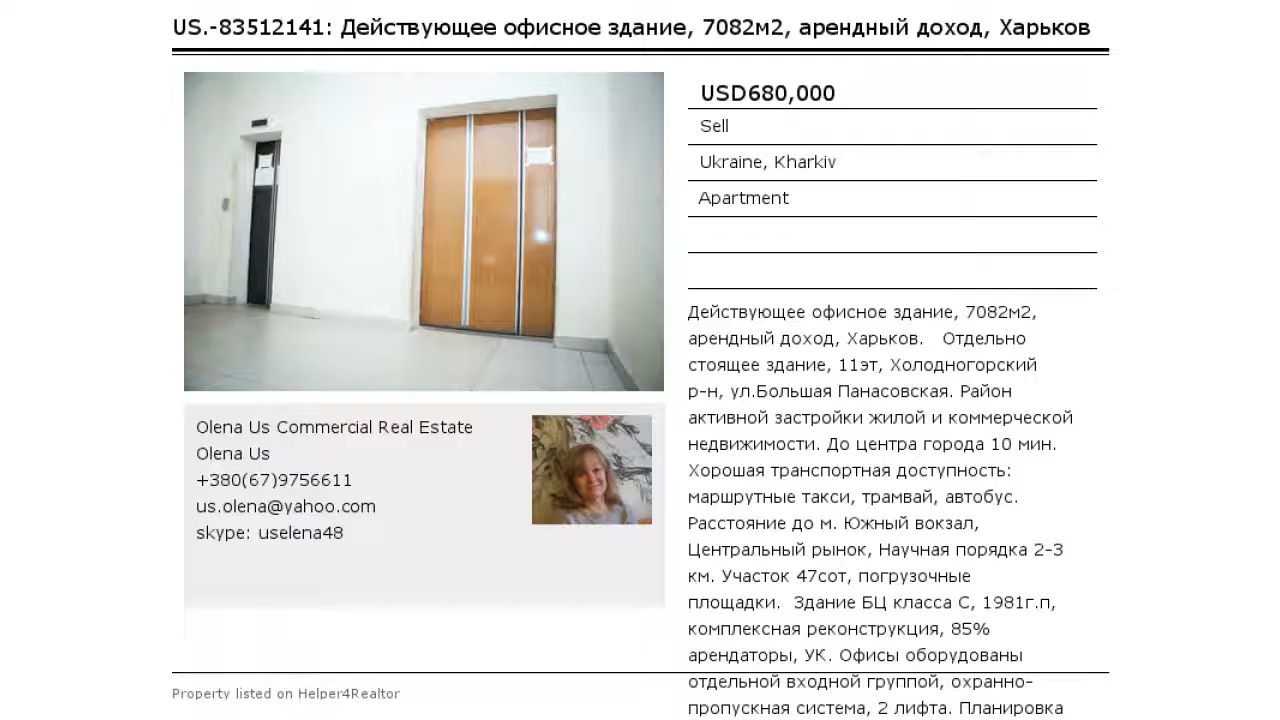 US.-83512141: Действующее офисное здание, 7082м2, арендный доход, Харьков
USD680,000
Sell
Ukraine, Kharkiv
Apartment
Действующее офисное здание, 7082м2,
арендный доход, Харьков.   Отдельно
стоящее здание, 11эт, Холодногорский
р-н, ул.Большая Панасовская. Район
активной застройки жилой и коммерческой
недвижимости. До центра города 10 мин.
Хорошая транспортная доступность:
маршрутные такси, трамвай, автобус.
Расстояние до м. Южный вокзал,
Центральный рынок, Научная порядка 2-3
км. Участок 47сот, погрузочные
площадки.  Здание БЦ класса С, 1981г.п,
комплексная реконструкция, 85%
арендаторы, УК. Офисы оборудованы
отдельной входной группой, охранно-
пропускная система, 2 лифта. Планировка
Olena Us Commercial Real Estate
Olena Us
+380(67)9756611
us.olena@yahoo.com
skype: uselena48
Property listed on Helper4Realtor